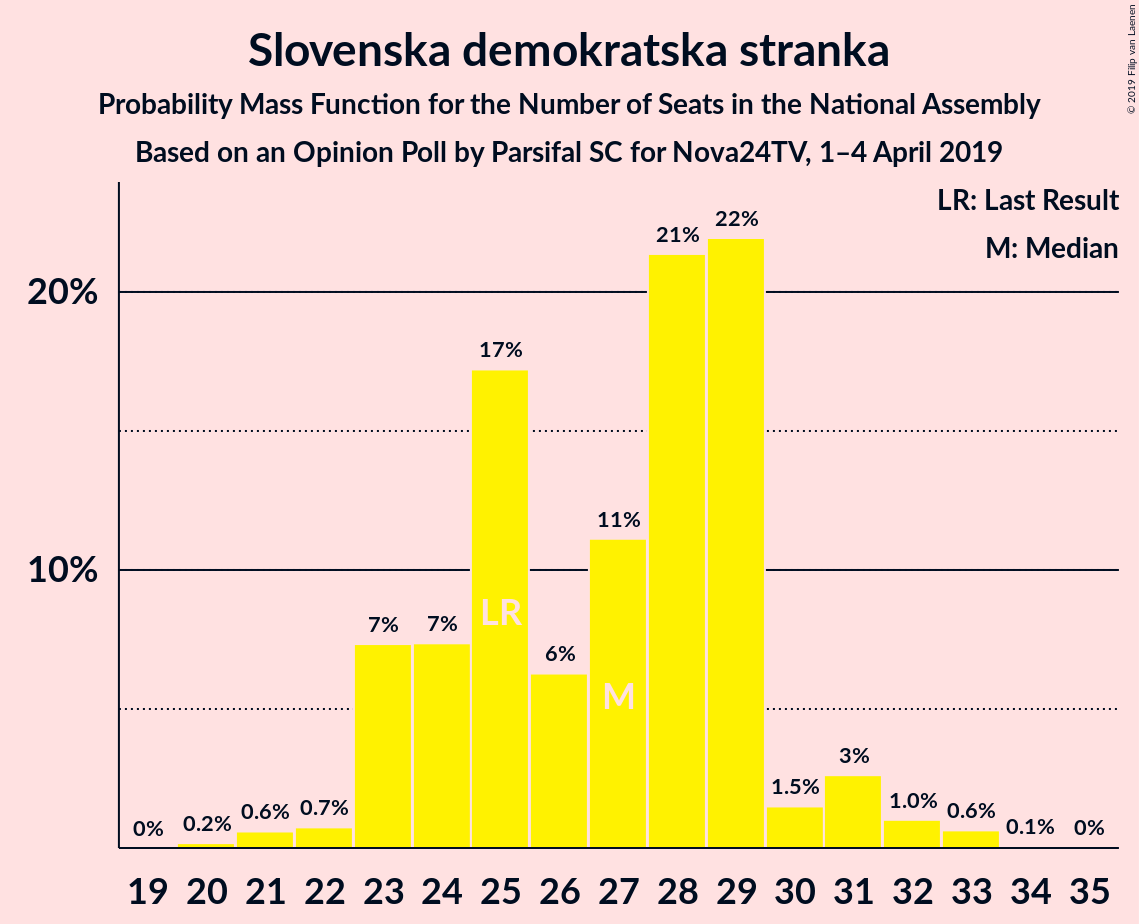 Slovenska demokratska stranka
Probability Mass Function for the Number of Seats in the National Assembly
Based on an Opinion Poll by Parsifal SC for Nova24TV, 1–4 April 2019
© 2019 Filip van Laenen
LR: Last Result
M: Median
20%
10%
0% 0.2% 0.6% 0.7% 7% 7% 17% 6% 11% 21% 22% 1.5% 3% 1.0% 0.6% 0.1% 0%
LR
M
19 20 21 22 23 24 25 26 27 28 29 30 31 32 33 34 35